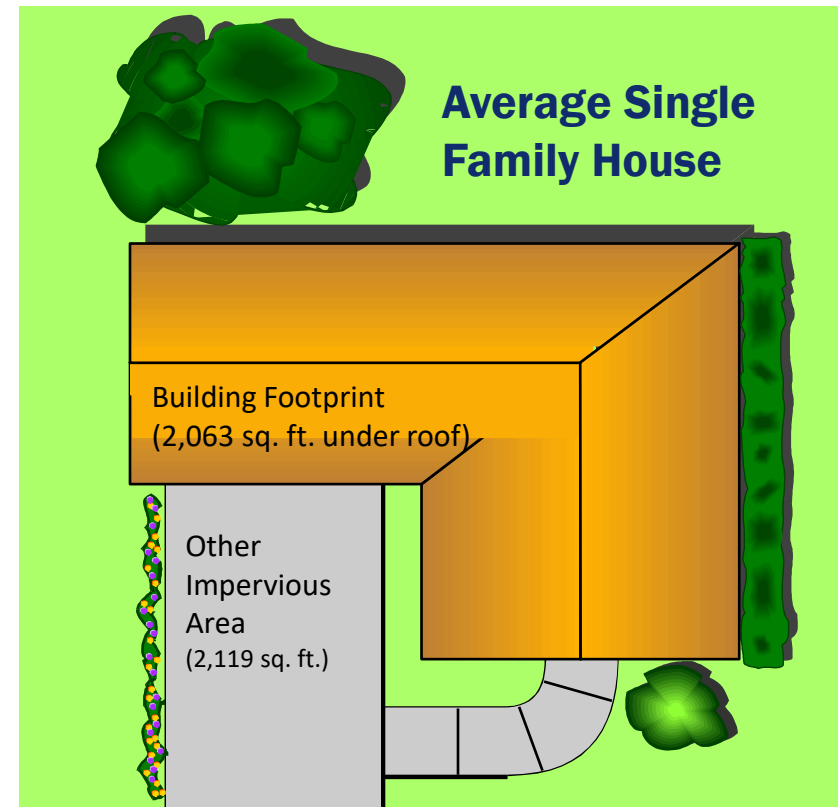 Average Single
Family House
Building Footprint
(2,063 sq. ft. under roof)
Other
Impervious
Area
(2,119 sq. ft.)